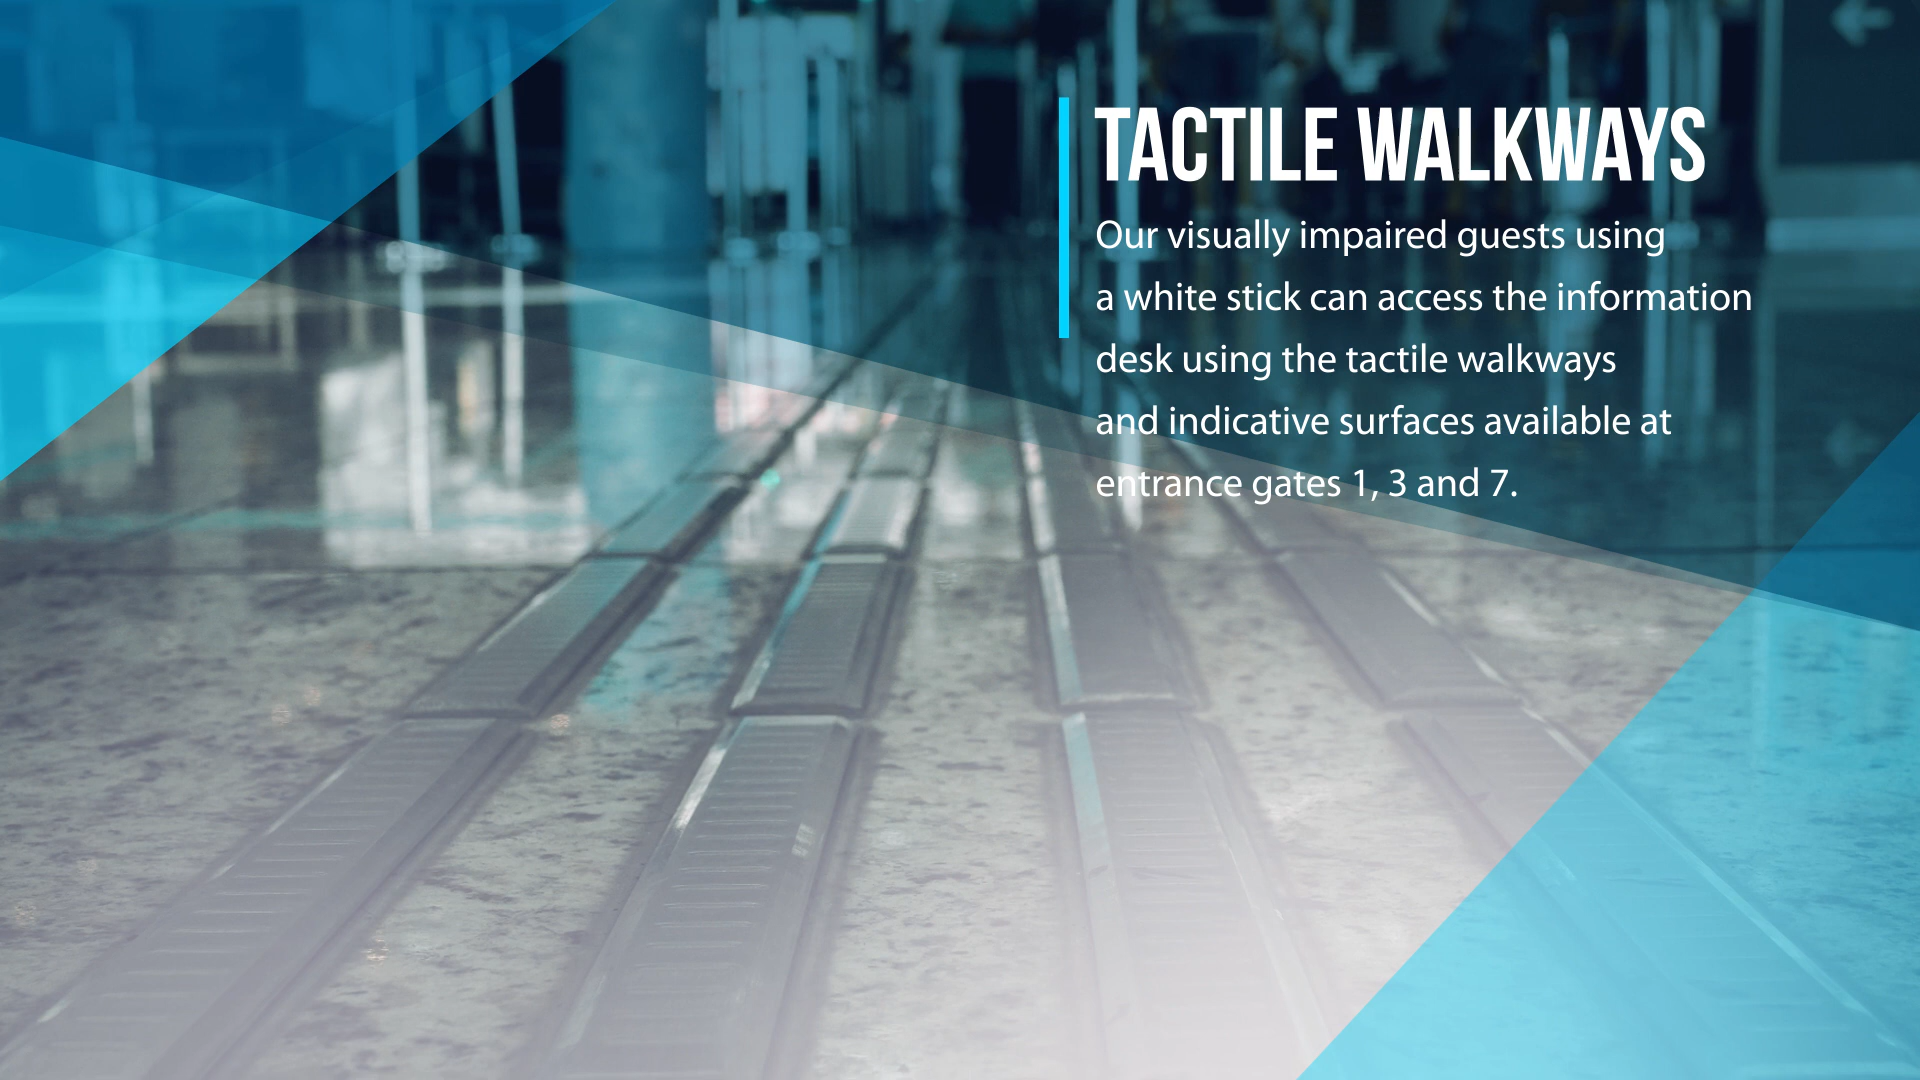 TACTILE WALKWAYS
Our visually impaired guests using
a white stick can access the information
desk using the tactile walkways
and indicative surfaces available at
entrance gates 1, 3 and 7.